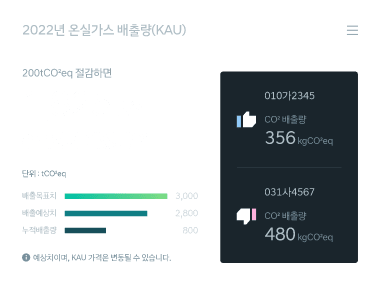 2022년 온실가스 배출량(KAU)
200tCO²eq 절감하면
단위 : tCO²eq
배출목표치 3,000
배출예상치 2,800
누적배출량 800
예상치이며, KAU 가격은 변동될 수 있습니다.
010가2345
CO² 배출량
356 kgCO²eq
031사4567
CO² 배출량
480 kgCO²eq